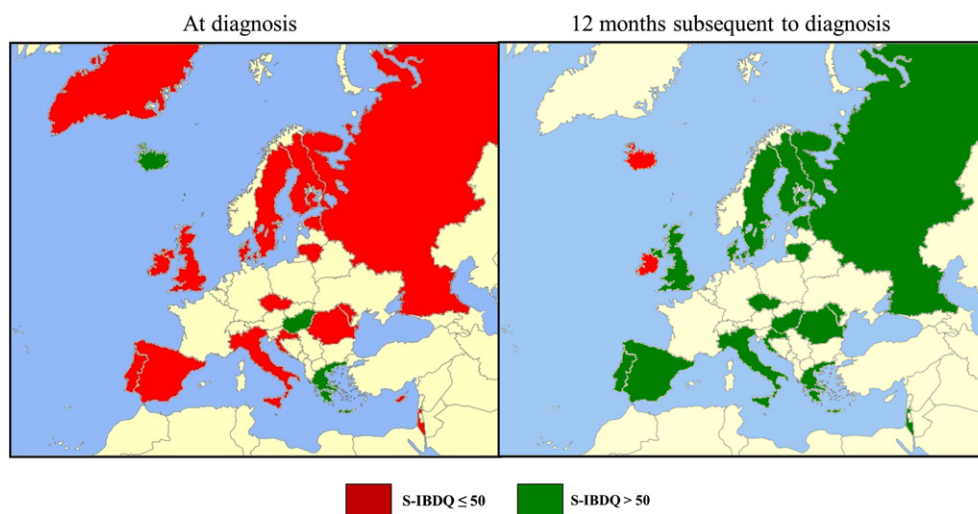 At diagnosis
12 months subsequent to diagnosis
S-IBDQ ≤ 50
S-IBDQ > 50